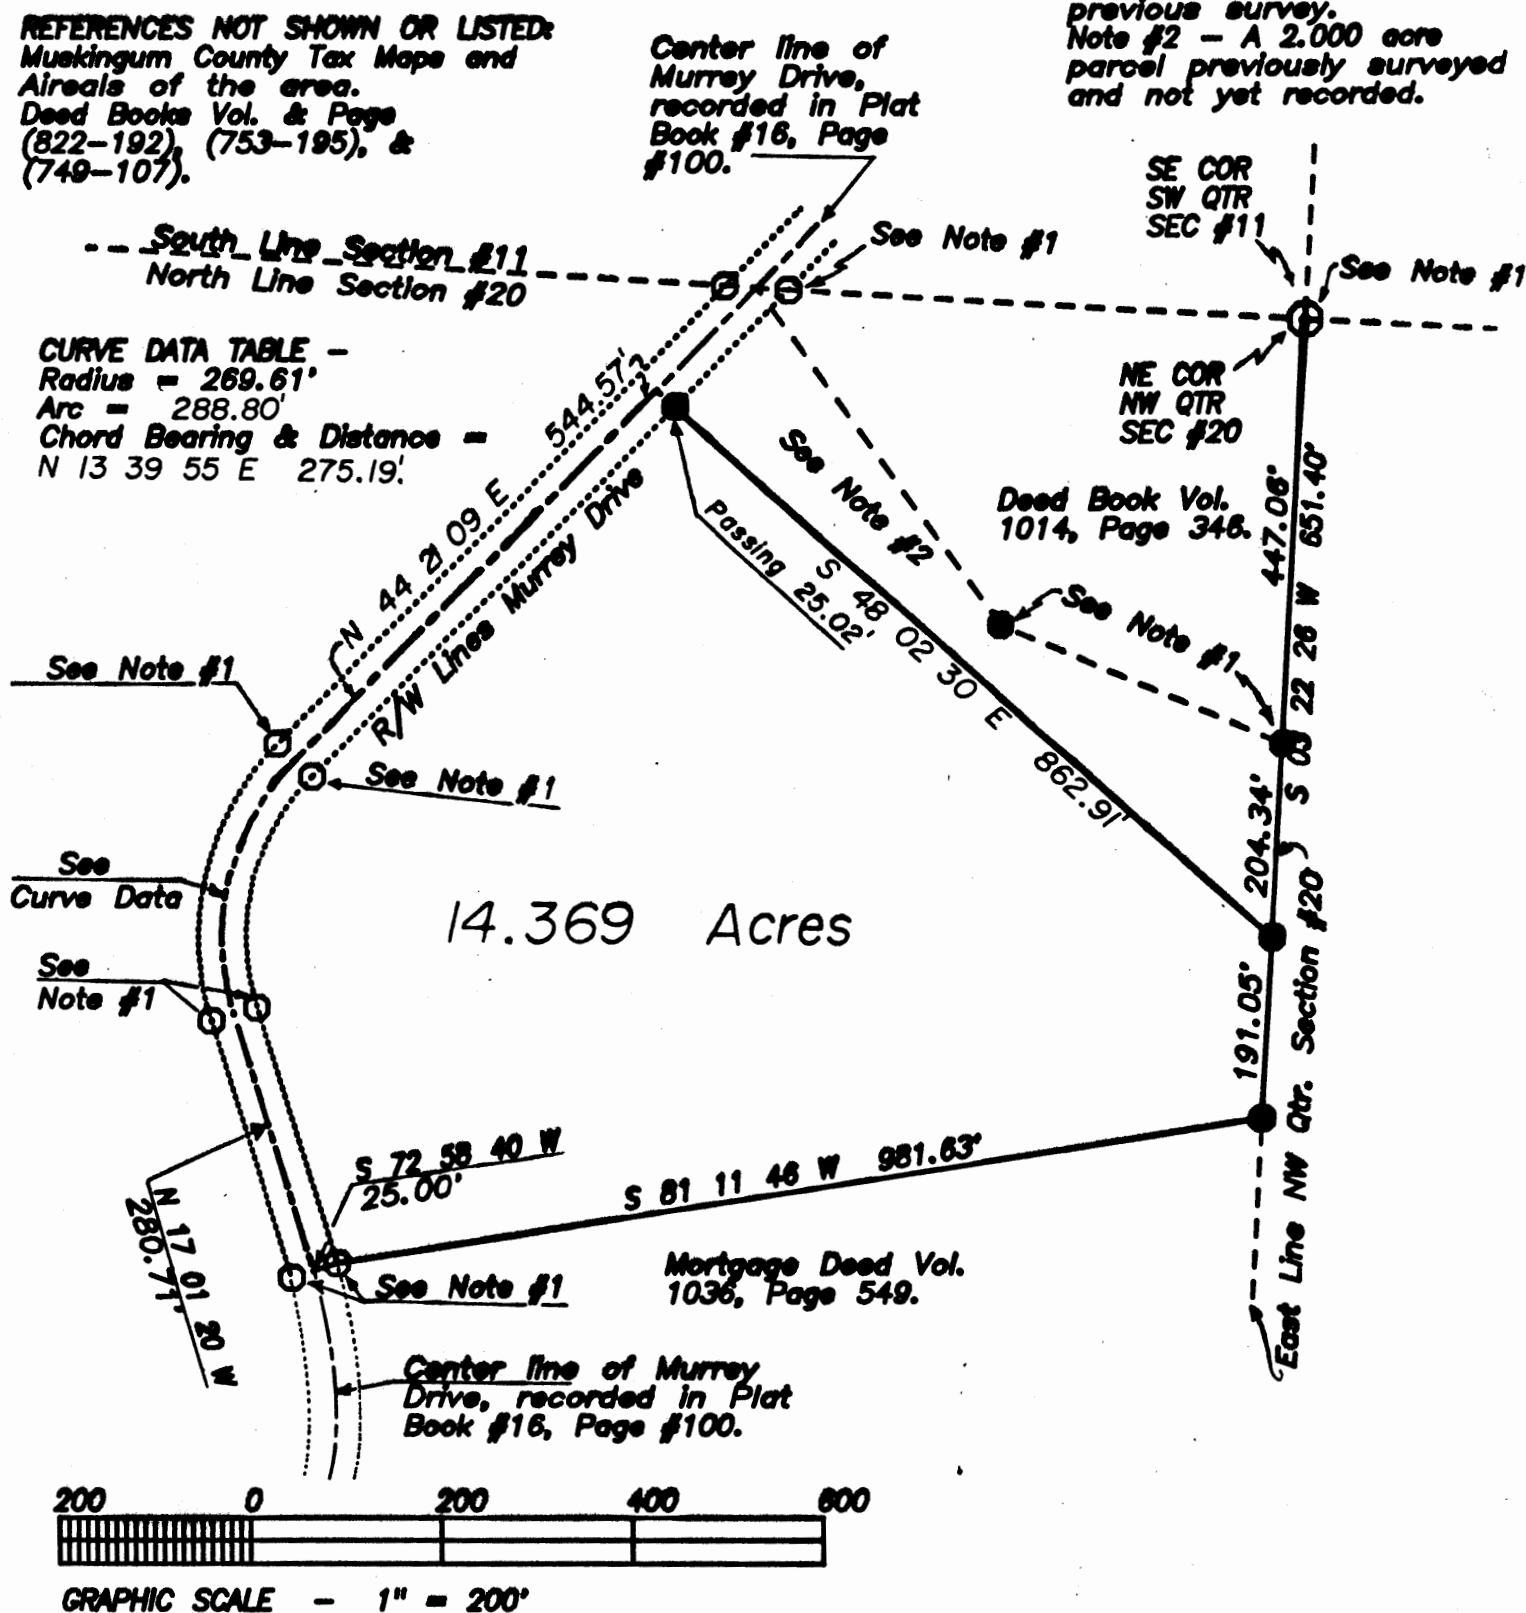 REFERENCES NOT SHOWN OR LISTED:
Muskingum County Tax Maps and
Aireals of the area.
Deed Books Vol. & Page
(822-192), (753-195), &
(749-107).
Center line of
Murrey Drive,
recorded in Plat
Book #16, Page
#100.
previous survey.
Note #2 - A 2.000 acre
parcel previously surveyed
and not yet recorded.
SE COR
SW QTR
SEC #11
See Note #1
See Note #1
South Line Section #11
North Line Section #20
CURVE DATA TABLE -
Radius = 269.61'
Arc = 288.80'
Chord Bearing & Distance =
N 13 39 55 E 275.19'.
NE COR
NW QTR
SEC #20
N 44 21 09 E 544.57'
R/W Lines Murrey Drive
Passing
25.02'
See Note #2
Deed Book Vol.
1014, Page 346.
447.06'
S 03 22 26 W 651.40'
S 48 02 30 E 862.91'
See Note #1
See Note #1
See Note #1
204.34'
See
Curve Data
14.369 Acres
See
Note #1
191.05'
East Line NW Qtr. Section #20
S 72 58 40 W
25.00'
S 81 11 46 W 981.63'
N 17 01 20 W
280.71'
See Note #1
Mortgage Deed Vol.
1036, Page 549.
Center line of Murrey
Drive, recorded in Plat
Book #16, Page #100.
200 0 200 400 600
GRAPHIC SCALE - 1" = 200'